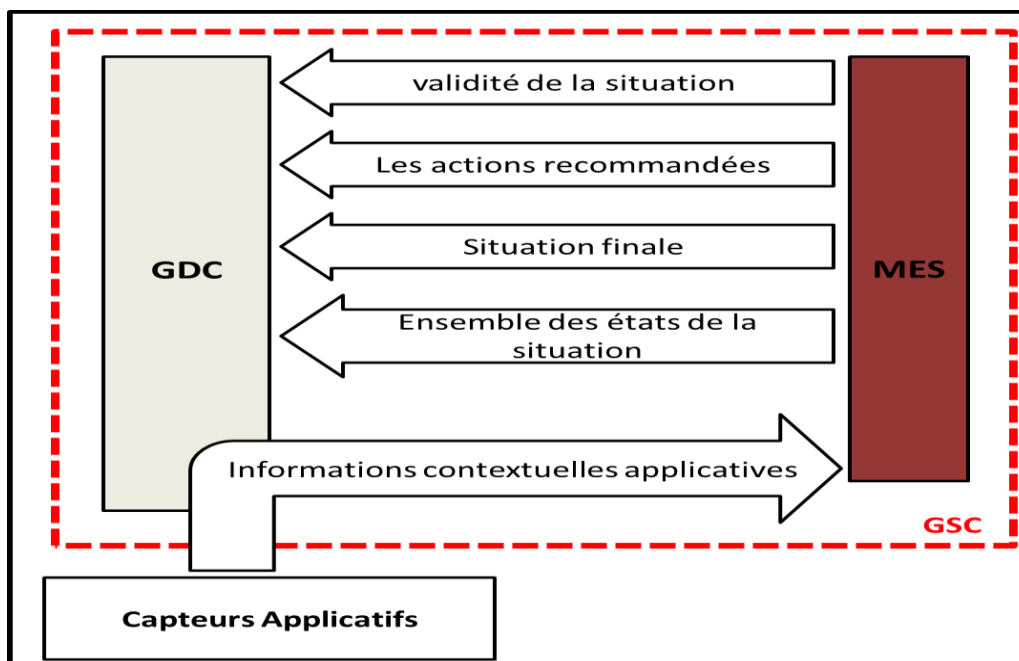 validité de la situation
Les actions recommandées
Situation finale
GDC
MES
Ensemble des états de la
situation
Informations contextuelles applicatives
GSC
Capteurs Applicatifs